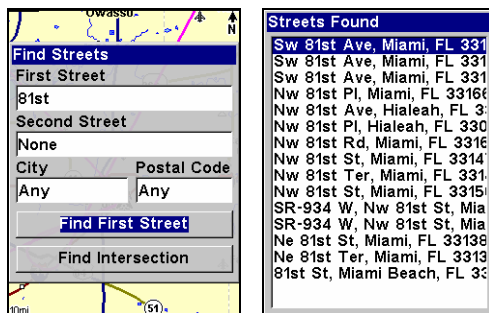 Owasso
N
Find Streets
First Street
81st
Second Street
None
City Postal Code
Any Any
Find First Street
Find Intersection
10mi
51
Streets Found
Sw 81st Ave, Miami, FL 331
Sw 81st Ave, Miami, FL 331
Sw 81st Ave, Miami, FL 331
Nw 81st Pl, Miami, FL 3316
Nw 81st Ave, Hialeah, FL 3
Nw 81st Pl, Hialeah, FL 330
Nw 81st Rd, Miami, FL 3316
Nw 81st St, Miami, FL 3314
Nw 81st Ter, Miami, FL 331
Nw 81st St, Miami, FL 3315
SR-934 W, Nw 81st St, Mia
SR-934 W, Nw 81st St, Mia
Ne 81st St, Miami, FL 33138
Ne 81st Ter, Miami, FL 3313
81st St, Miami Beach, FL 33